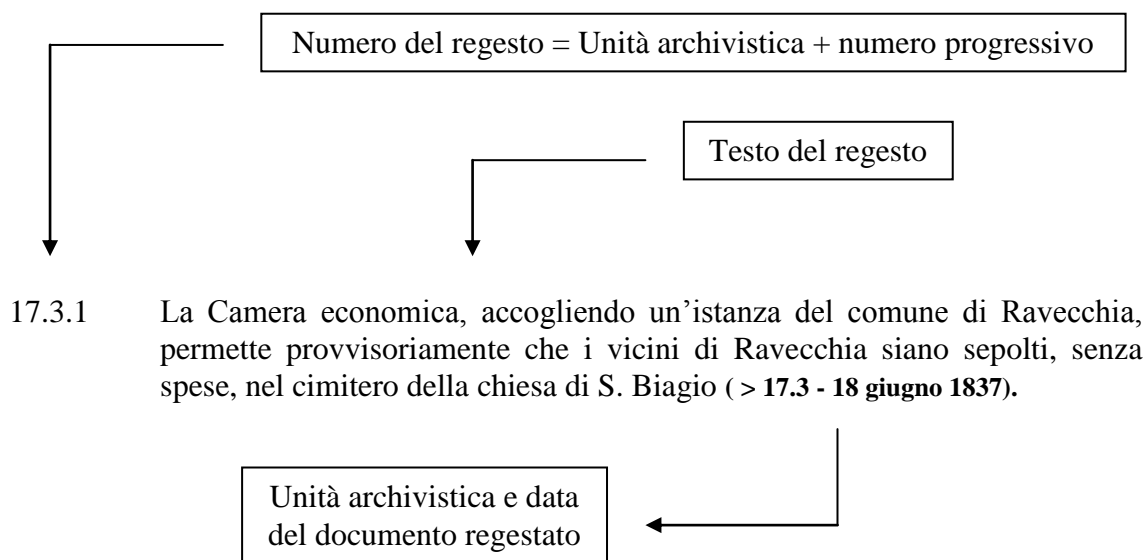 Numero del regesto = Unità archivistica + numero progressivo
Testo del regesto
17.3.1 La Camera economica, accogliendo un’istanza del comune di Ravecchia,
permette provvisoriamente che i vicini di Ravecchia siano sepolti, senza
spese, nel cimitero della chiesa di S. Biagio ( > 17.3 - 18 giugno 1837).
Unità archivistica e data
del documento regestato